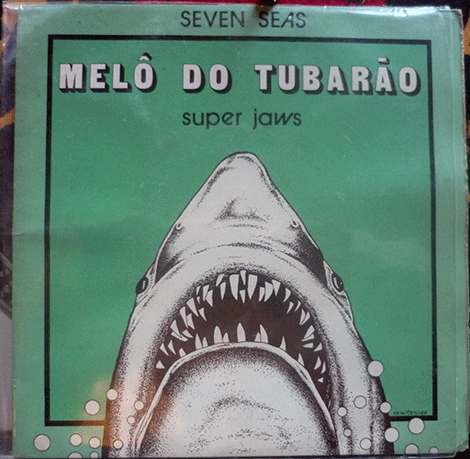 SEVEN SEAS
MELÔ DO TUBARÃO
super jaws